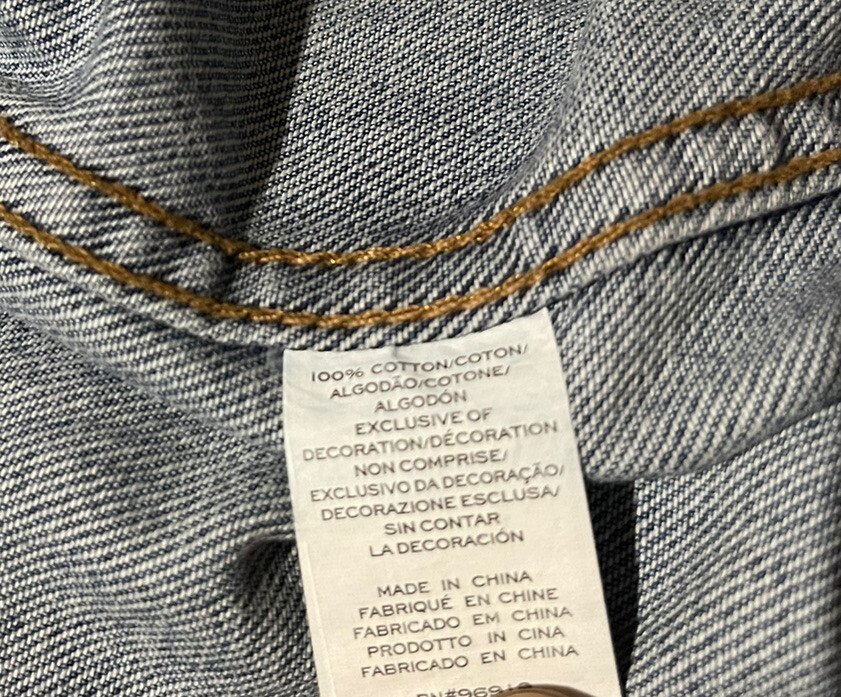 100% COTTON/COTON/
ALGODÃO/COTONE/
ALGODÓN
EXCLUSIVE OF
DECORATION/DÉCORATION
NON COMPRISE/
EXCLUSIVO DA DECORAÇÃO/
DECORAZIONE ESCLUSA/
SIN CONTAR
LA DECORACIÓN
MADE IN CHINA
FABRIQUÉ EN CHINE
FABRICADO EM CHINA
PRODOTTO IN CINA
FABRICADO EN CHINA